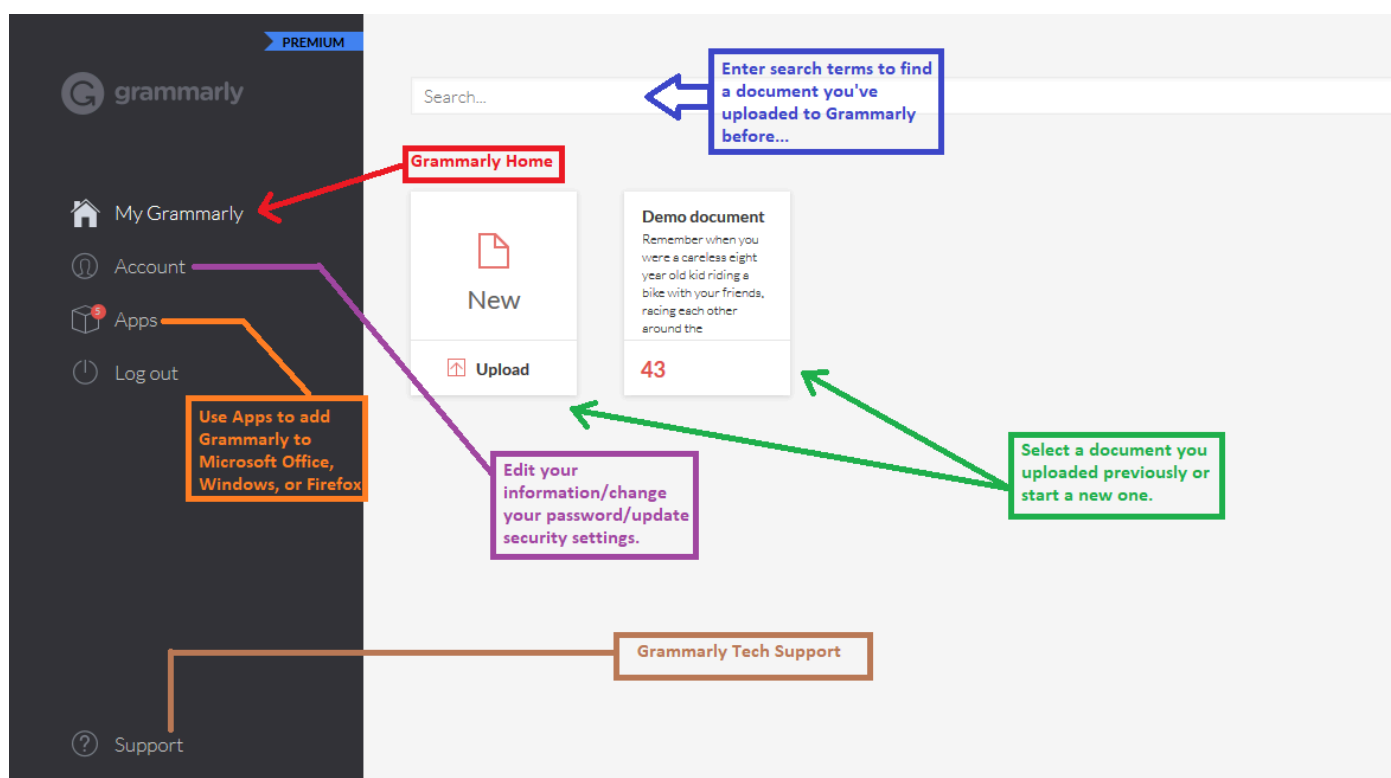 PREMIUM
grammarly
My Grammarly
Account
5
Apps
Log out
Use Apps to add
Grammarly to
Microsoft Office,
Windows, or Firefox
Support
Search...
Enter search terms to find
a document you've
uploaded to Grammarly
before...
Grammarly Home
New
Upload
Demo document
Remember when you
were a careless eight
year old kid riding a
bike with your friends,
racing each other
around the
43
Edit your
information/change
your password/update
security settings.
Select a document you
uploaded previously or
start a new one.
Grammarly Tech Support